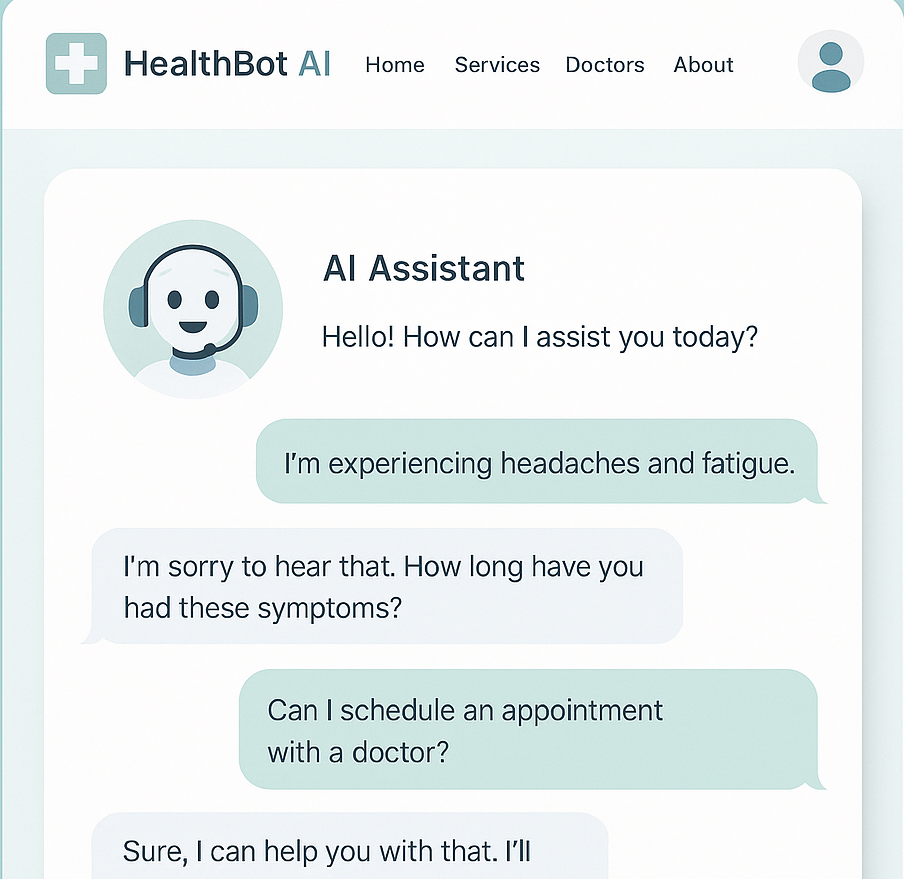 HealthBot AI Home Services Doctors About
AI Assistant
Hello! How can I assist you today?
I'm experiencing headaches and fatigue.
I'm sorry to hear that. How long have you
had these symptoms?
Can I schedule an appointment
with a doctor?
Sure, I can help you with that. I'll